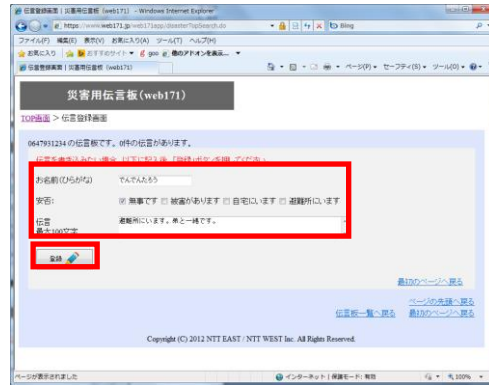 伝言登録画面 | 災害用伝言板 (web171) - Windows Internet Explorer
https://www.web171.jp/web171app/disasterTopSearch.do
Bing
ファイル(F) 編集(E) 表示(V) お気に入り(A) ツール(T) ヘルプ(H)
お気に入り おすすめサイト goo 他のアドオンを表示...
伝言登録画面 | 災害用伝言板 (web171)
ページ(P) セーフティ(S) ツール(O)
災害用伝言板(web171)
TOP画面 > 伝言登録画面
0647931234 の伝言板です。0件の伝言があります。
お名前(ひらがな) でんでんたろう
安否: 無事です 被害があります 自宅にいます 避難所にいます
伝言 避難所にいます。弟と一緒です。
最大100文字
登録
最初のページへ戻る
ページの先頭へ戻る
伝言板一覧へ戻る 最初のページへ戻る
Copyright (C) 2012 NTT EAST / NTT WEST Inc. All Rights Reserved.
ページが表示されました インターネット | 保護モード: 無効 100%